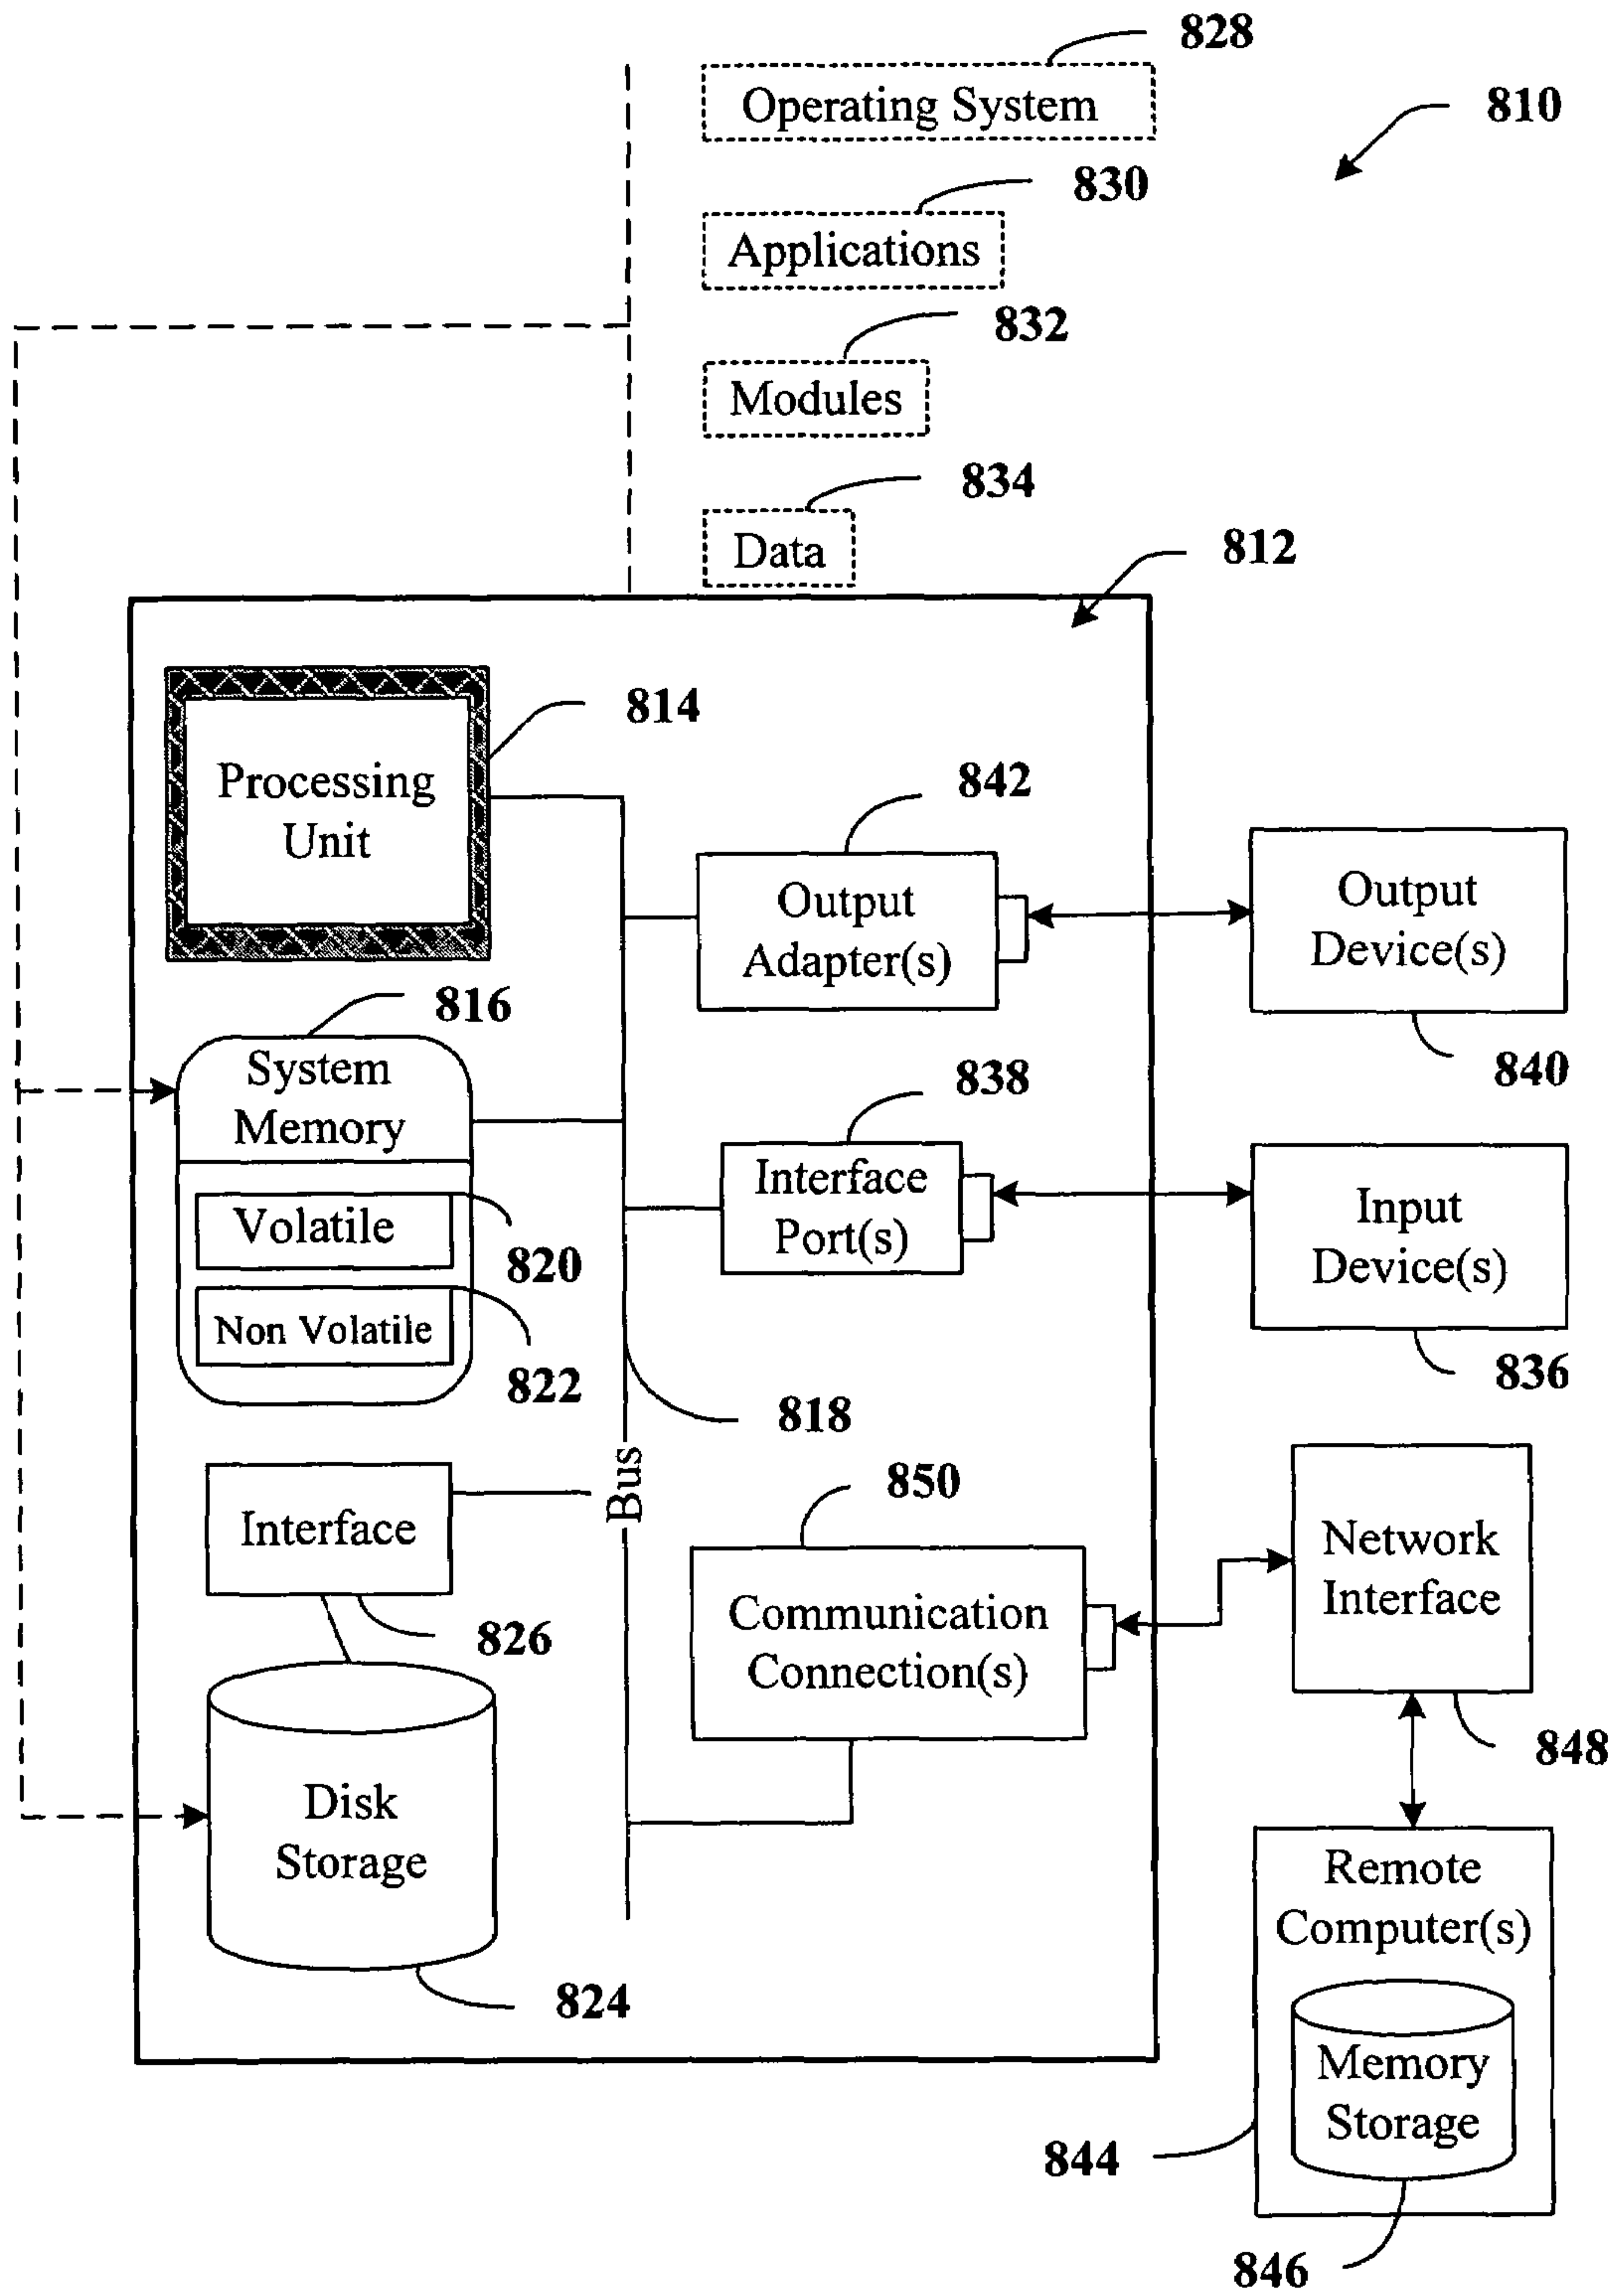 828
Operating System
810
830
Applications
832
Modules
834
Data
812
814
Processing
Unit
842
Output
Adapter(s)
Output
Device(s)
840
816
System
Memory
838
Interface
Port(s)
Input
Device(s)
836
Volatile
820
Non Volatile
822
818
Bus
Interface
826
850
Communication
Connection(s)
Network
Interface
848
Disk
Storage
824
Remote
Computer(s)
Memory
Storage
844
846